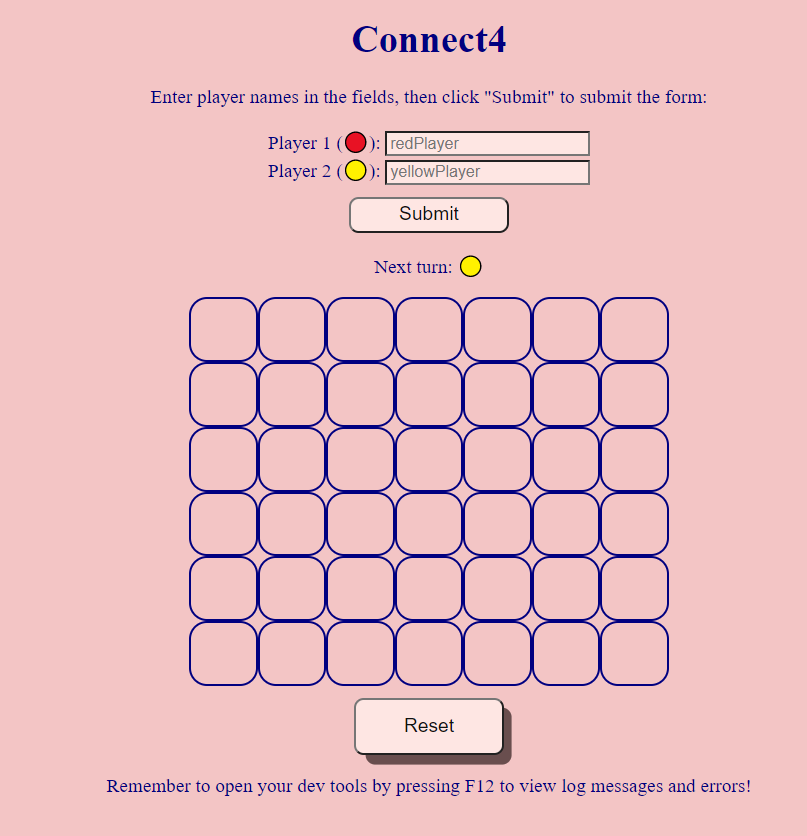 Connect4
Enter player names in the fields, then click "Submit" to submit the form:
Player 1 (🔴): redPlayer
Player 2 (🟡): yellowPlayer
Submit
Next turn: 🟡
Reset
Remember to open your dev tools by pressing F12 to view log messages and errors!